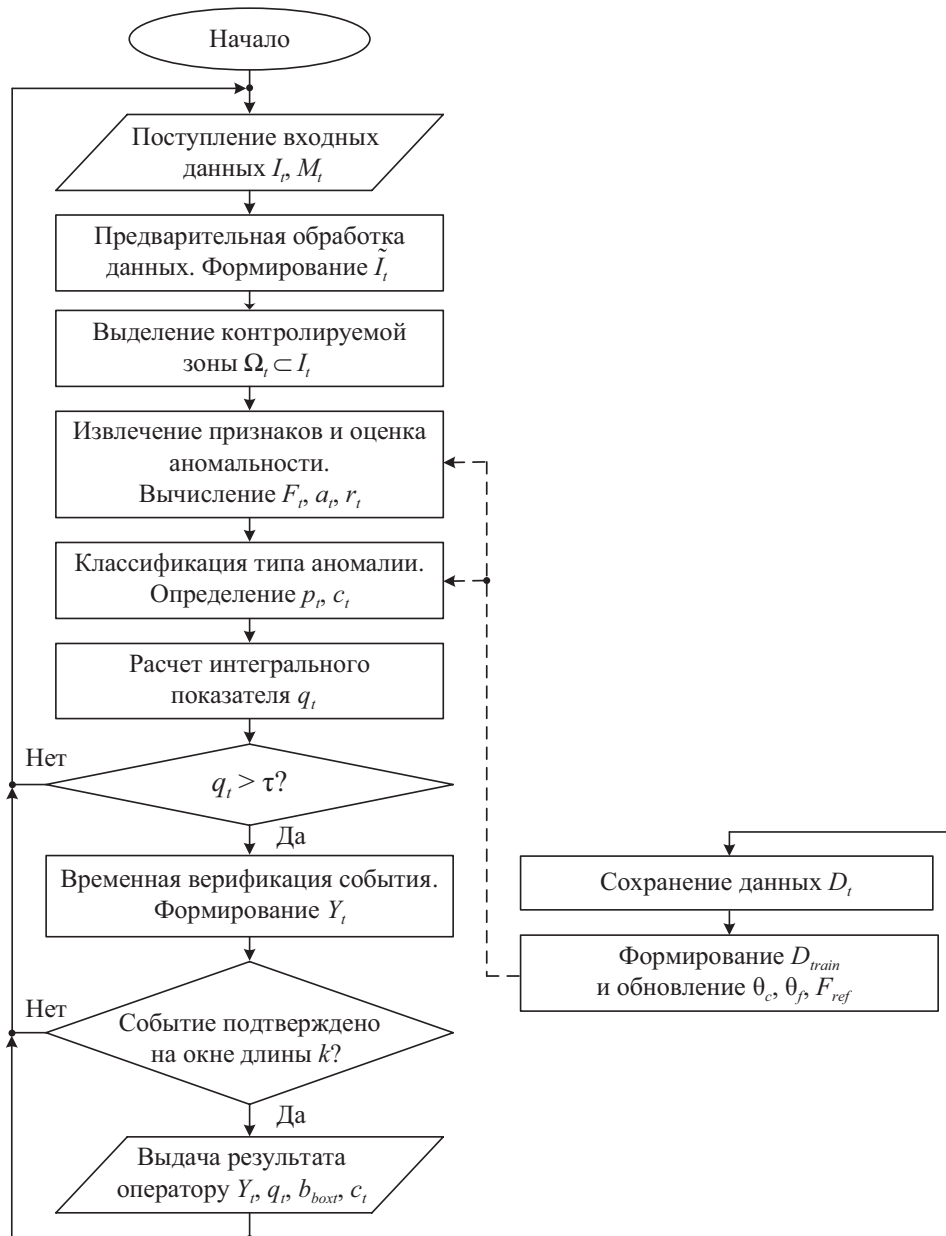 Начало
Поступление входных
данных I_t, M_t
Предварительная обработка
данных. Формирование Ĩ_t
Выделение контролируемой
зоны Ω_t ⊂ I_t
Извлечение признаков и оценка
аномальности.
Вычисление F_t, a_t, r_t
Классификация типа аномалии.
Определение p_t, c_t
Расчет интегрального
показателя q_t
Нет
q_t > τ?
Да
Временная верификация события.
Формирование Y_t
Нет
Событие подтверждено
на окне длины k?
Да
Выдача результата
оператору Y_t, q_t, b_boxt, c_t
Сохранение данных D_t
Формирование D_train
и обновление θ_c, θ_f, F_ref